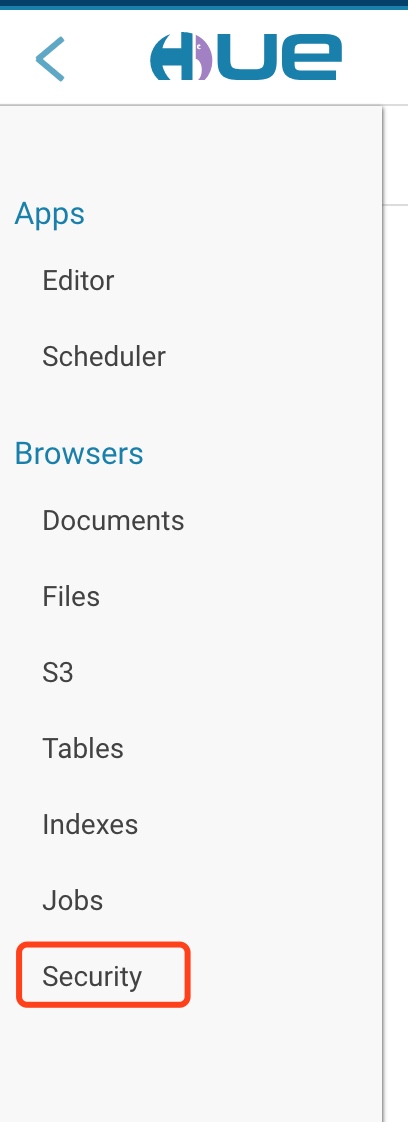 HUE
Apps
Editor
Scheduler
Browsers
Documents
Files
S3
Tables
Indexes
Jobs
Security